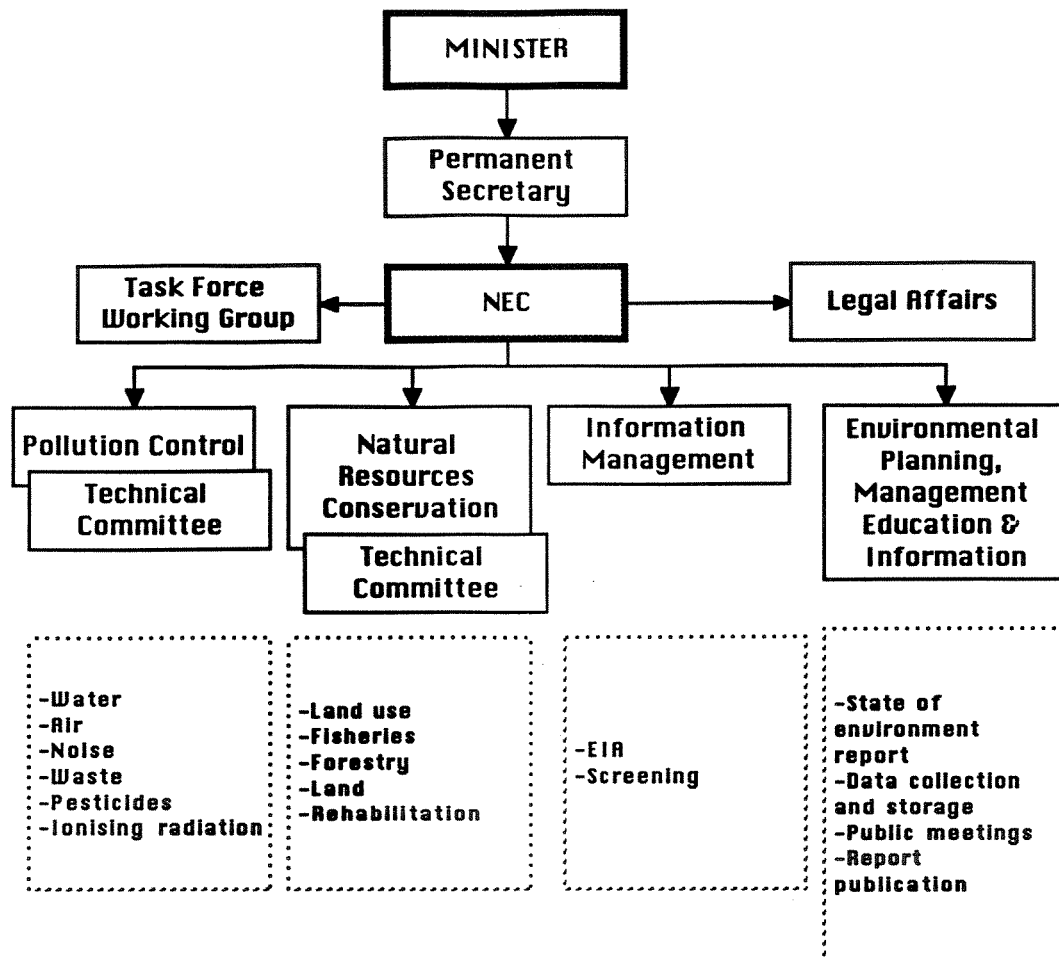 MINISTER
Permanent
Secretary
Task Force
Working Group
NEC
Legal Affairs
Pollution Control
Technical
Committee
Natural
Resources
Conservation
Technical
Committee
Information
Management
Environmental
Planning,
Management
Education &
Information
-Water
-Air
-Noise
-Waste
-Pesticides
-Ionising radiation
-Land use
-Fisheries
-Forestry
-Land
-Rehabilitation
-EIA
-Screening
-State of
environment
report
-Data collection
and storage
-Public meetings
-Report
publication